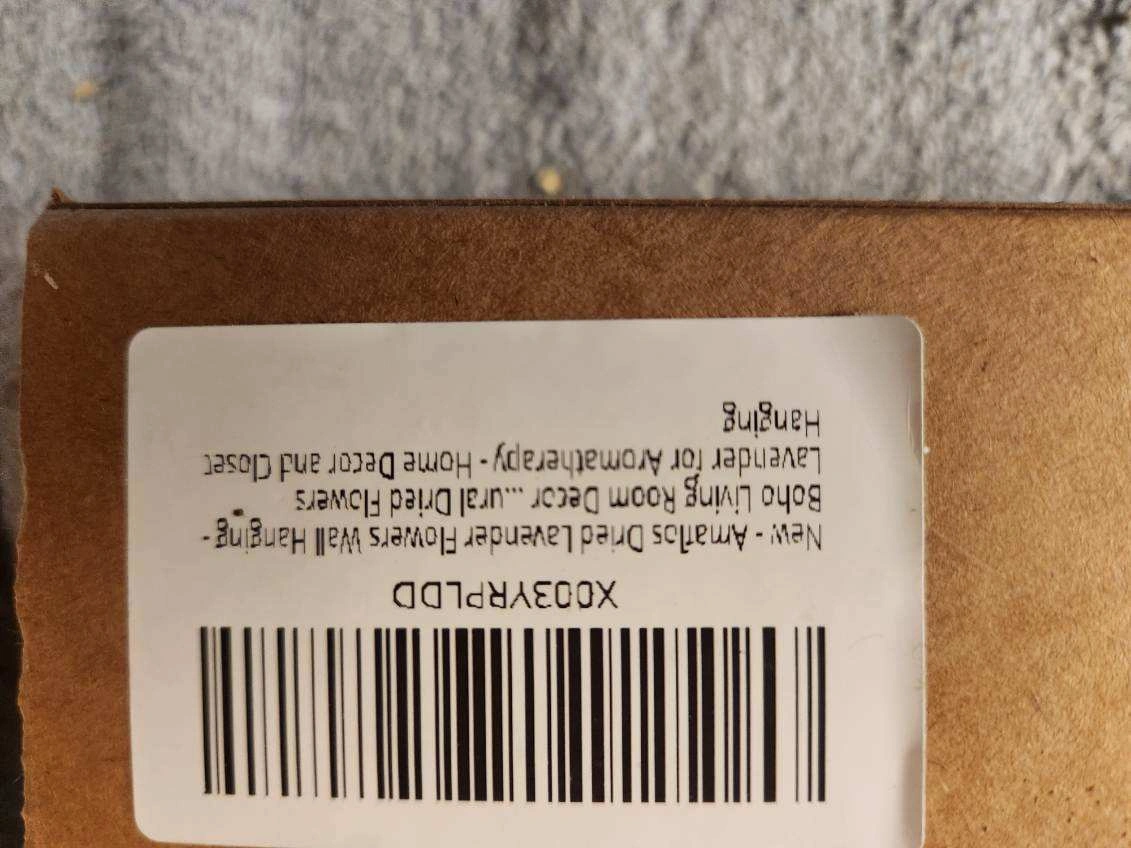 X003YRPLDD
New - Amaflos Dried Lavender Flowers Wall Hanging -
Boho Living Room Decor ...ural Dried Flowers
Lavender for Aromatherapy - Home Decor and Closet
Hanging